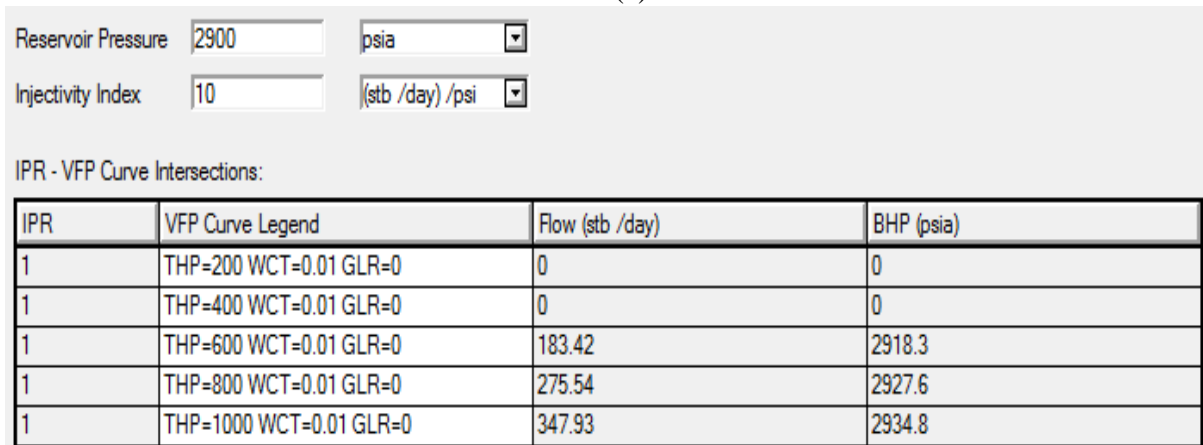 Reservoir Pressure 2900 psia
Injectivity Index 10 (stb /day) /psi
IPR - VFP Curve Intersections:
IPR VFP Curve Legend Flow (stb /day) BHP (psia)
1 THP=200 WCT=0.01 GLR=0 0 0
1 THP=400 WCT=0.01 GLR=0 0 0
1 THP=600 WCT=0.01 GLR=0 183.42 2918.3
1 THP=800 WCT=0.01 GLR=0 275.54 2927.6
1 THP=1000 WCT=0.01 GLR=0 347.93 2934.8